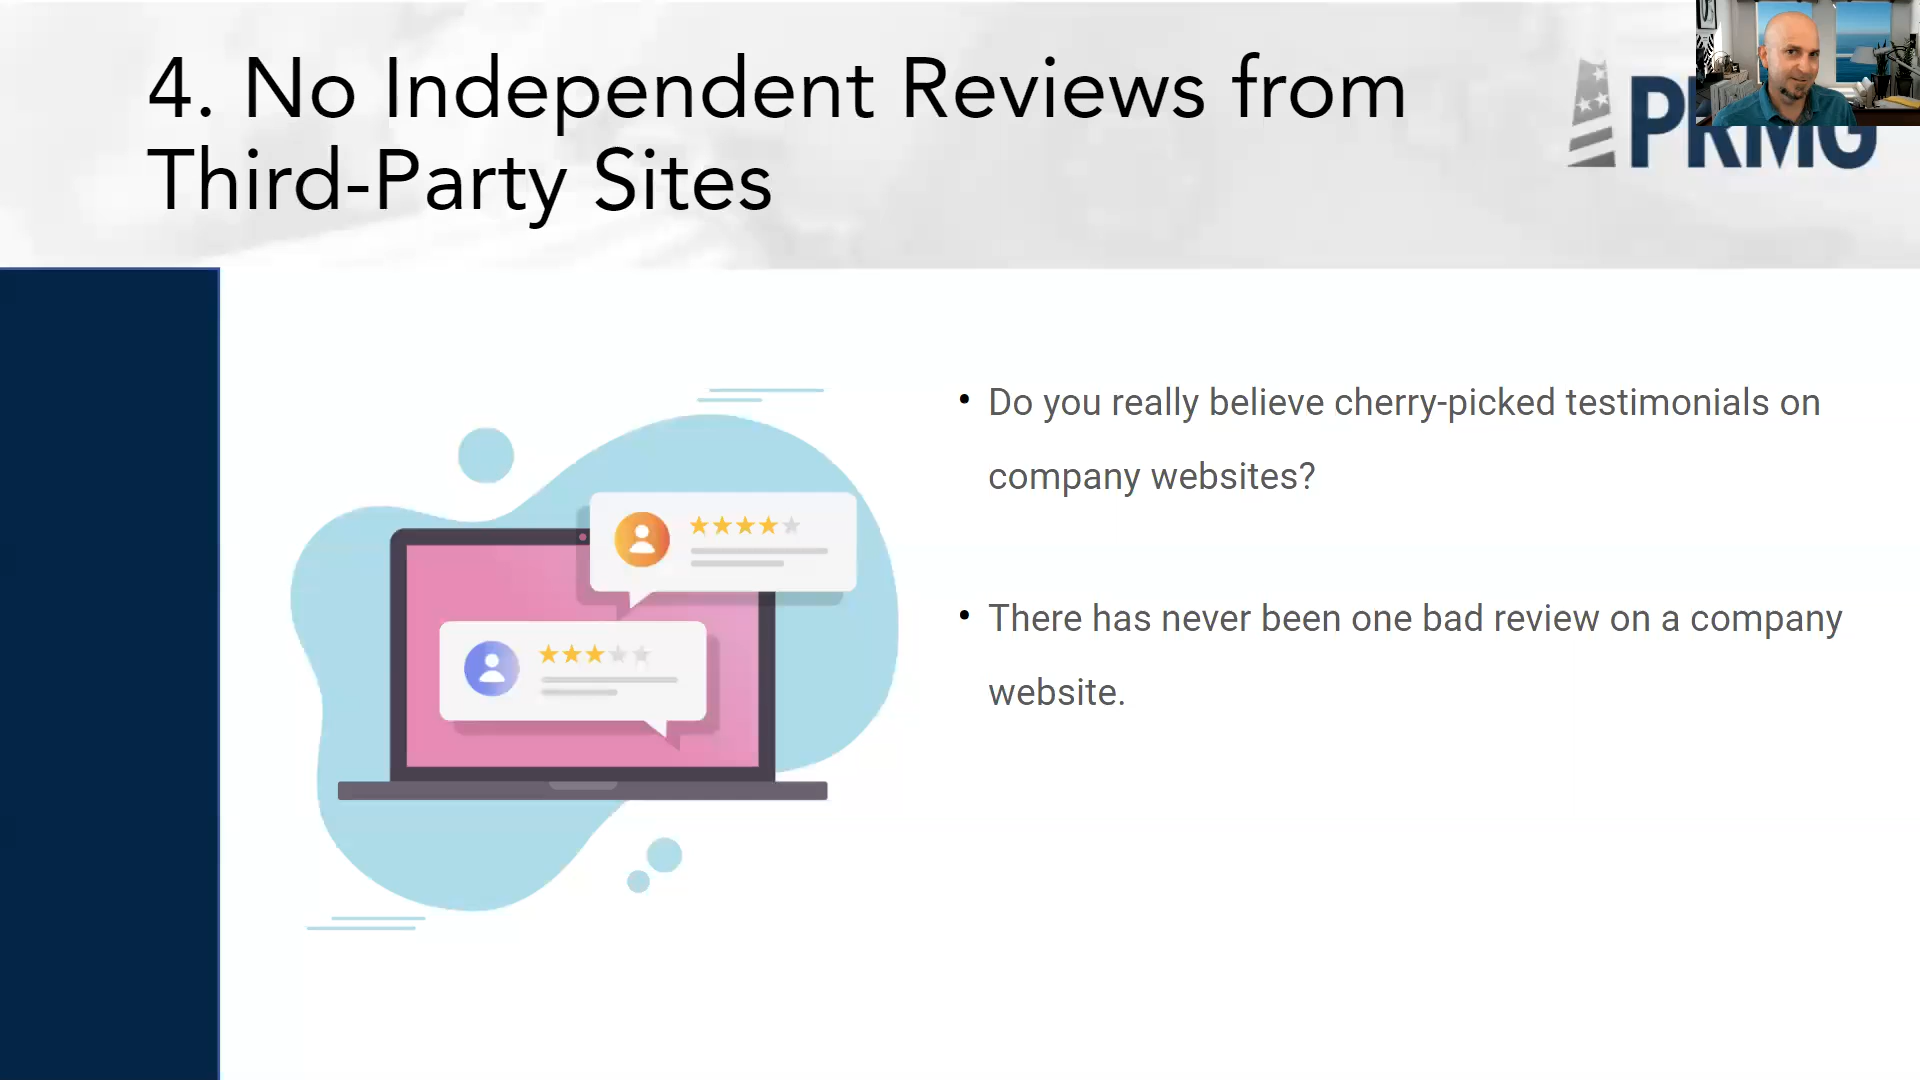 4. No Independent Reviews from
Third-Party Sites
PRMG
• Do you really believe cherry-picked testimonials on
company websites?
• There has never been one bad review on a company
website.